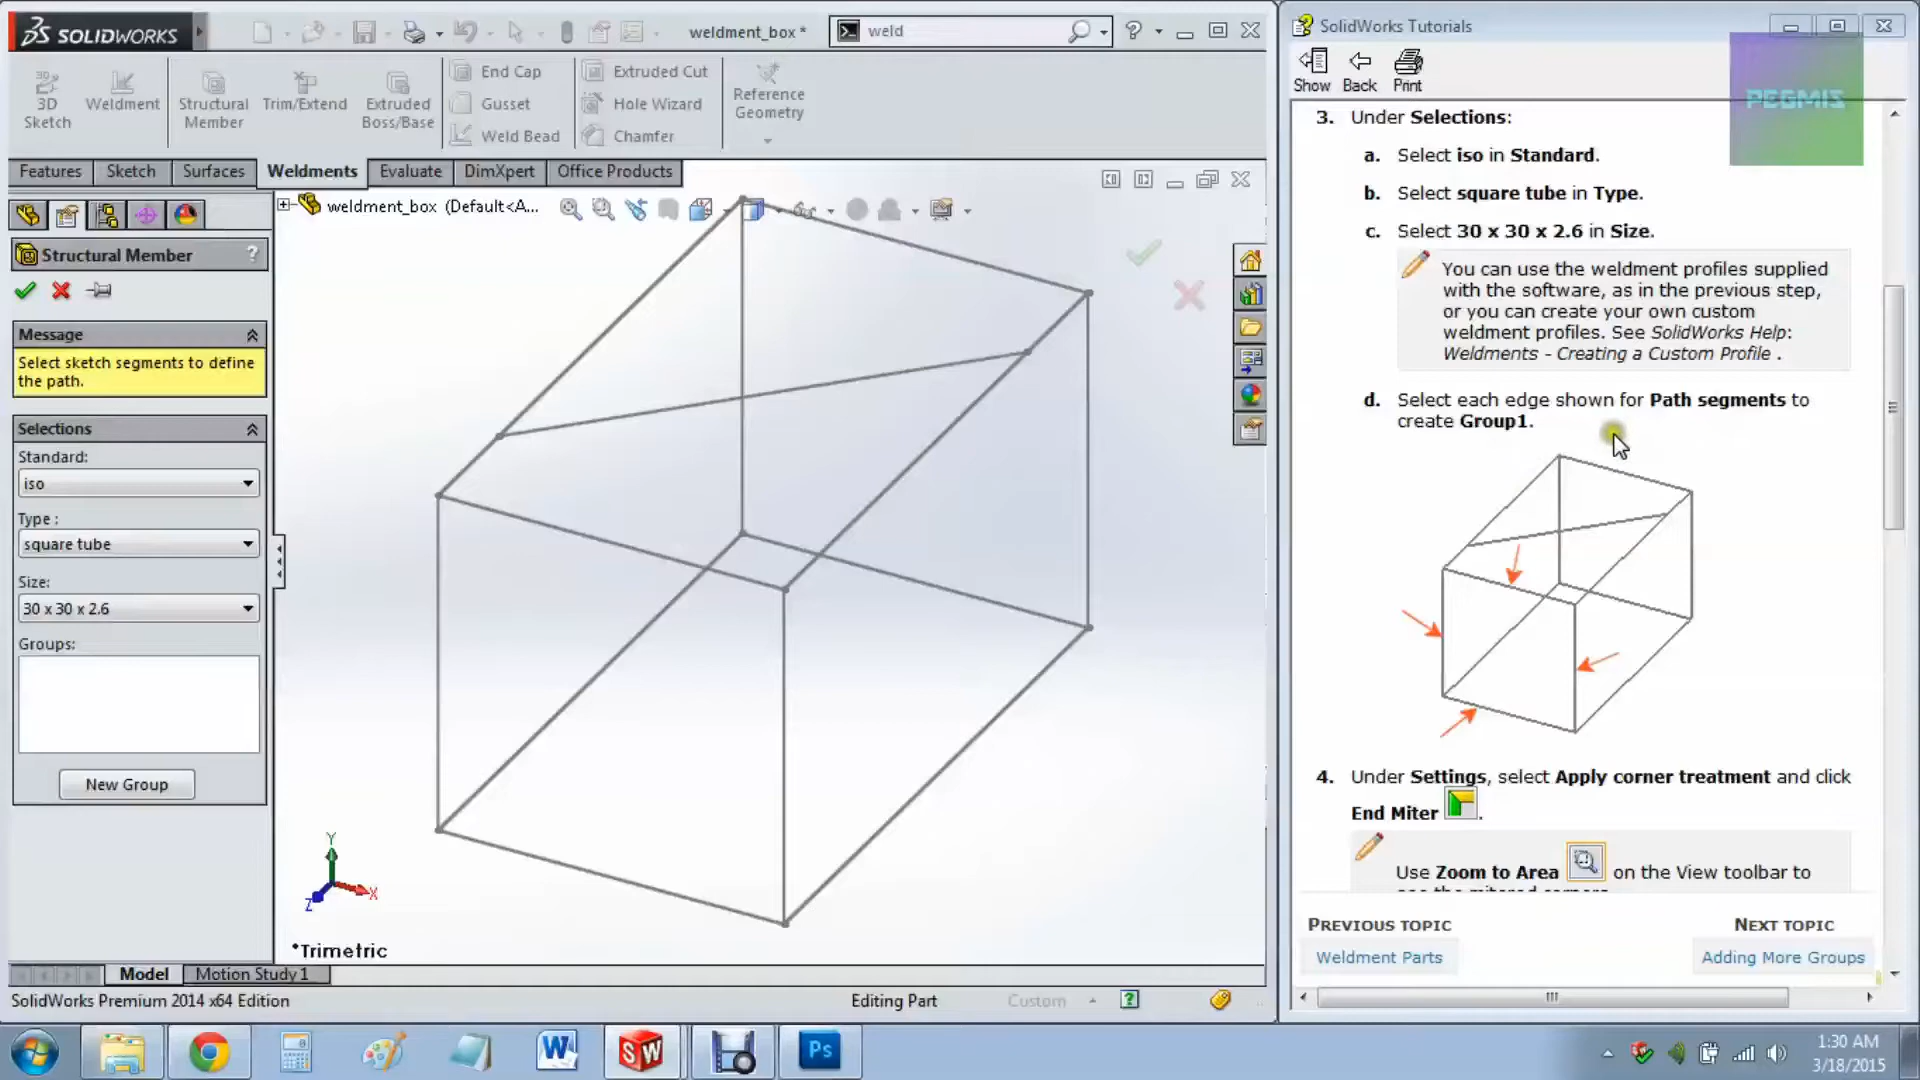 SOLIDWORKS
weldment_box *
weld
3D Sketch
Weldment
Structural Member
Trim/Extend
Extruded Boss/Base
End Cap
Gusset
Weld Bead
Extruded Cut
Hole Wizard
Chamfer
Reference Geometry
Features
Sketch
Surfaces
Weldments
Evaluate
DimXpert
Office Products
weldment_box (Default<A...
Structural Member
?
Message
Select sketch segments to define
the path.
Selections
Standard:
iso
Type :
square tube
Size:
30 x 30 x 2.6
Groups:
New Group
Y
X
Z
*Trimetric
Model
Motion Study 1
SolidWorks Premium 2014 x64 Edition
Editing Part
Custom
SolidWorks Tutorials
Show
Back
Print
PEGMIS
3. Under Selections:
a. Select iso in Standard.
b. Select square tube in Type.
c. Select 30 x 30 x 2.6 in Size.
You can use the weldment profiles supplied
with the software, as in the previous step,
or you can create your own custom
weldment profiles. See SolidWorks Help:
Weldments - Creating a Custom Profile .
d. Select each edge shown for Path segments to
create Group1.
4. Under Settings, select Apply corner treatment and click
End Miter .
Use Zoom to Area on the View toolbar to
see the mitered corners
PREVIOUS TOPIC
NEXT TOPIC
Weldment Parts
Adding More Groups
W
SW
Ps
1:30 AM
3/18/2015